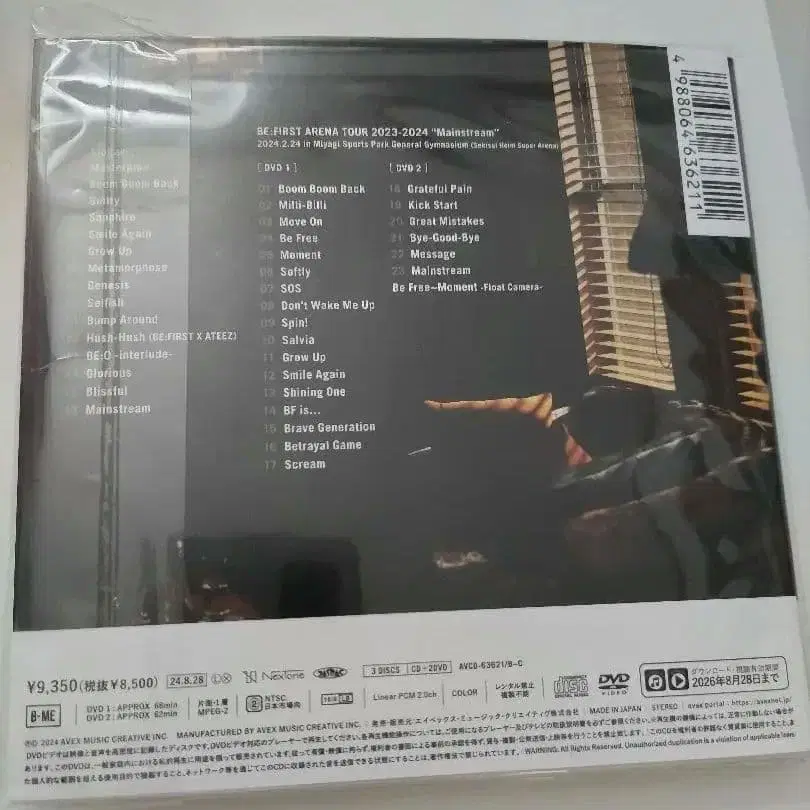 4 988064 636211
Masterplan
Boom Boom Back
Guilty
Sapphire
Smile Again
Grow Up
Metamorphose
Genesis
Selfish
Bump Around
Hush-Hush (BE:FIRST X ATEEZ)
BE:O -interlude-
Glorious
Blissful
Mainstream
BE:FIRST ARENA TOUR 2023-2024 "Mainstream"
2024.2.24 in Miyagi Sports Park General Gymnasium (Sekisui Heim Super Arena)
[DVD 1]
01 Boom Boom Back
02 Milli-Billi
03 Move On
04 Be Free
05 Moment
06 Softly
07 SOS
08 Don't Wake Me Up
09 Spin!
10 Salvia
11 Grow Up
12 Smile Again
13 Shining One
14 BF is...
15 Brave Generation
16 Betrayal Game
17 Scream
[DVD 2]
18 Grateful Pain
19 Kick Start
20 Great Mistakes
21 Bye-Good-Bye
22 Message
23 Mainstream
Be Free~Moment -Float Camera-
¥9,350(税抜¥8,500) 24.8.28 NexTone 3 DISCS CD+2DVD AVCD-63621/B~C
B-ME DVD 1:APPROX 68min
DVD 2:APPROX 62min
片面・1層
MPEG-2
2 NTSC
日本市場向
Linear PCM 2.0ch COLOR
レンタル禁止
複製不能
DVD
VIDEO
ダウンロード・視聴有効期間
2026年8月28日まで
MADE IN JAPAN STEREO avex portal : https://avexnet.jp/
Ⓟ© 2024 AVEX MUSIC CREATIVE INC. MANUFACTURED BY AVEX MUSIC CREATIVE INC. / 発売・販売元:エイベックス・ミュージック・クリエイティヴ株式会社
WARNING: All Rights Reserved. Unauthorized duplication is a violation of applicable laws.